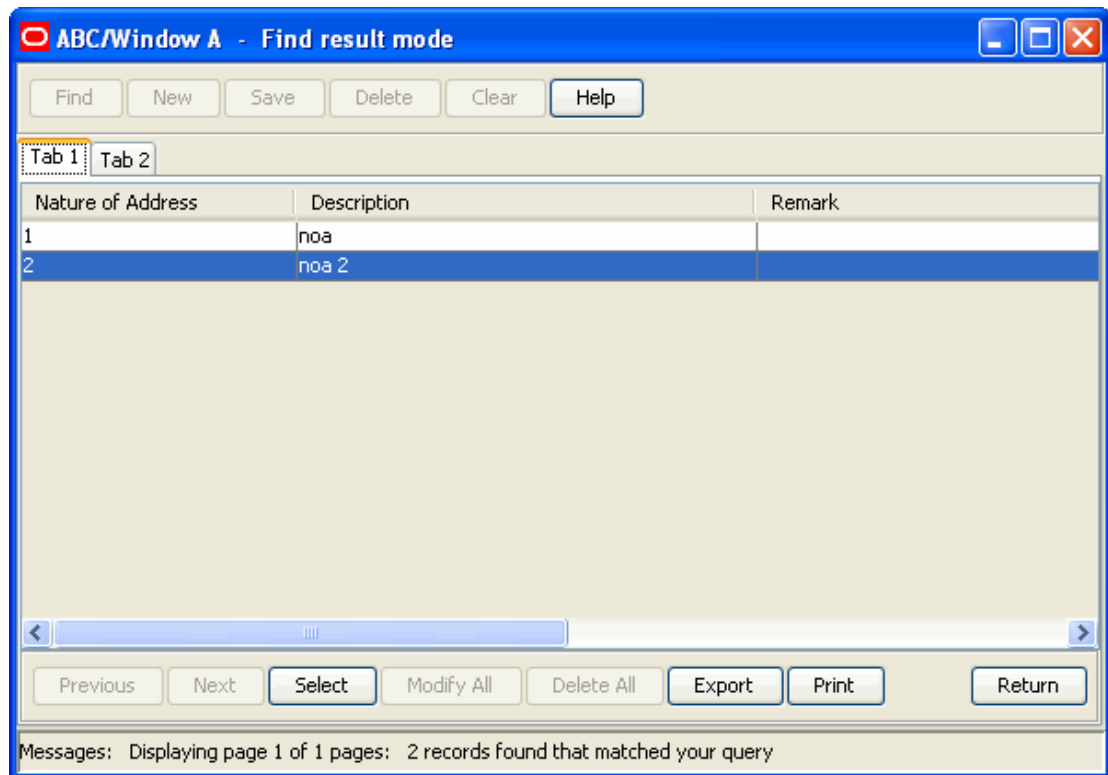 ABC/Window A - Find result mode
Find New Save Delete Clear Help
Tab 1 Tab 2
Nature of Address Description Remark
1 noa
2 noa 2
Previous Next Select Modify All Delete All Export Print Return
Messages: Displaying page 1 of 1 pages: 2 records found that matched your query